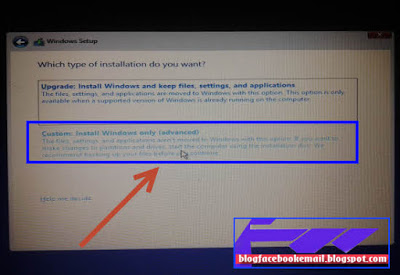 Windows Setup
Which type of installation do you want?
Upgrade: Install Windows and keep files, settings, and applications
The files, settings, and applications are moved to Windows with this option. This option is only
available when a supported version of Windows is already running on the computer.
Custom: Install Windows only (advanced)
The files, settings, and applications aren't moved to Windows with this option. If you want to
make changes to partitions and drives, start the computer using the installation disc. We
recommend backing up your files before you continue.
Help me decide
blogfacebookemail.blogspot.com